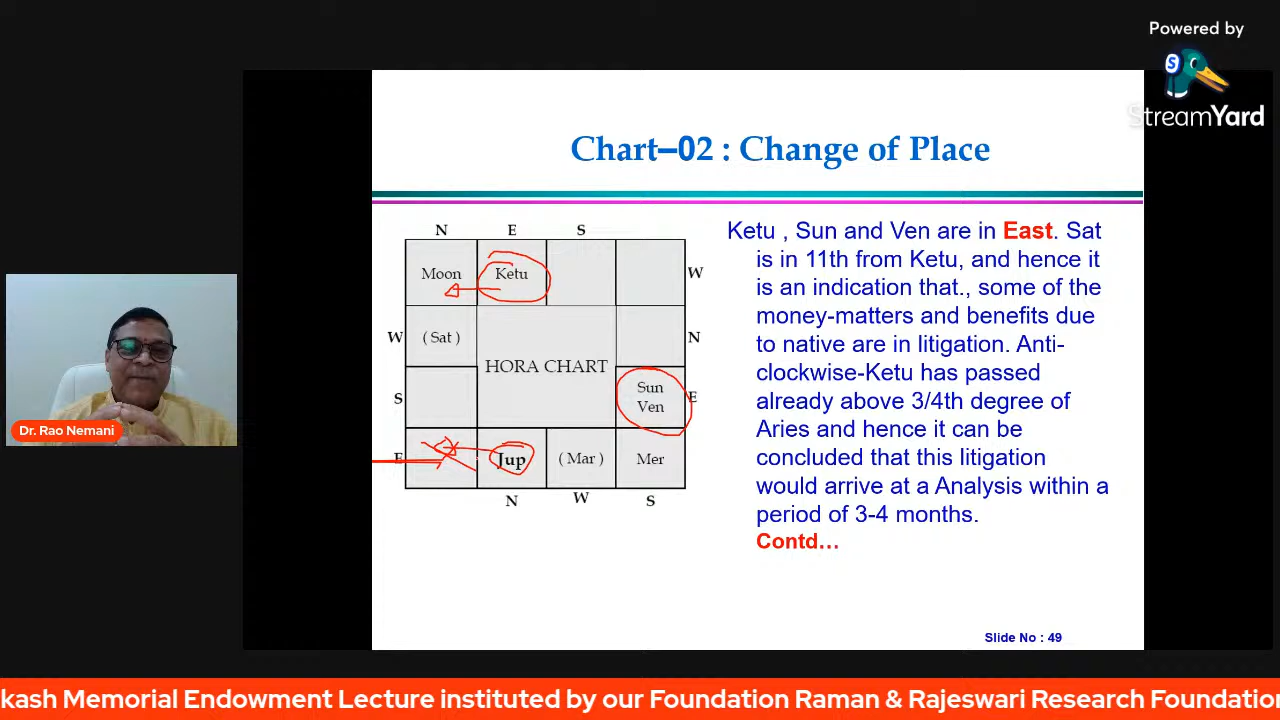 Powered by
StreamYard
Chart–02 : Change of Place
N E S
Moon Ketu W
W ( Sat ) N
HORA CHART
S Sun E
Ven
E Jup ( Mar ) Mer
N W S
Ketu , Sun and Ven are in East. Sat
is in 11th from Ketu, and hence it
is an indication that., some of the
money-matters and benefits due
to native are in litigation. Anti-
clockwise-Ketu has passed
already above 3/4th degree of
Aries and hence it can be
concluded that this litigation
would arrive at a Analysis within a
period of 3-4 months.
Contd…
Slide No : 49
Dr. Rao Nemani
kash Memorial Endowment Lecture instituted by our Foundation Raman & Rajeswari Research Foundation